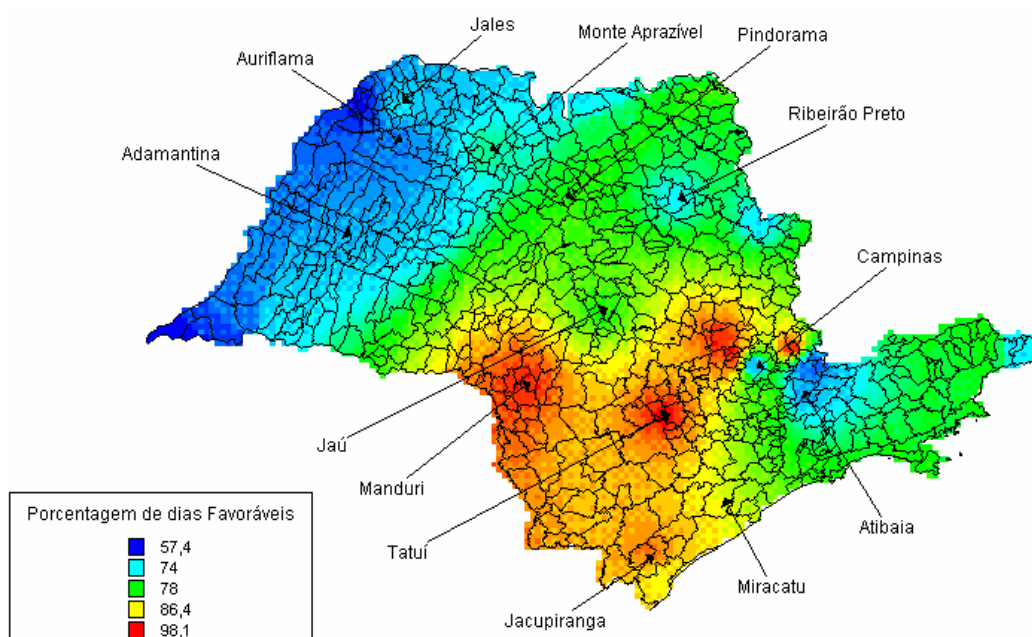 Jales
Monte Aprazível
Pindorama
Auriflama
Ribeirão Preto
Adamantina
Campinas
Jaú
Manduri
Tatuí
Jacupiranga
Miracatu
Atibaia
Porcentagem de dias Favoráveis
57,4
74
78
86,4
98,1